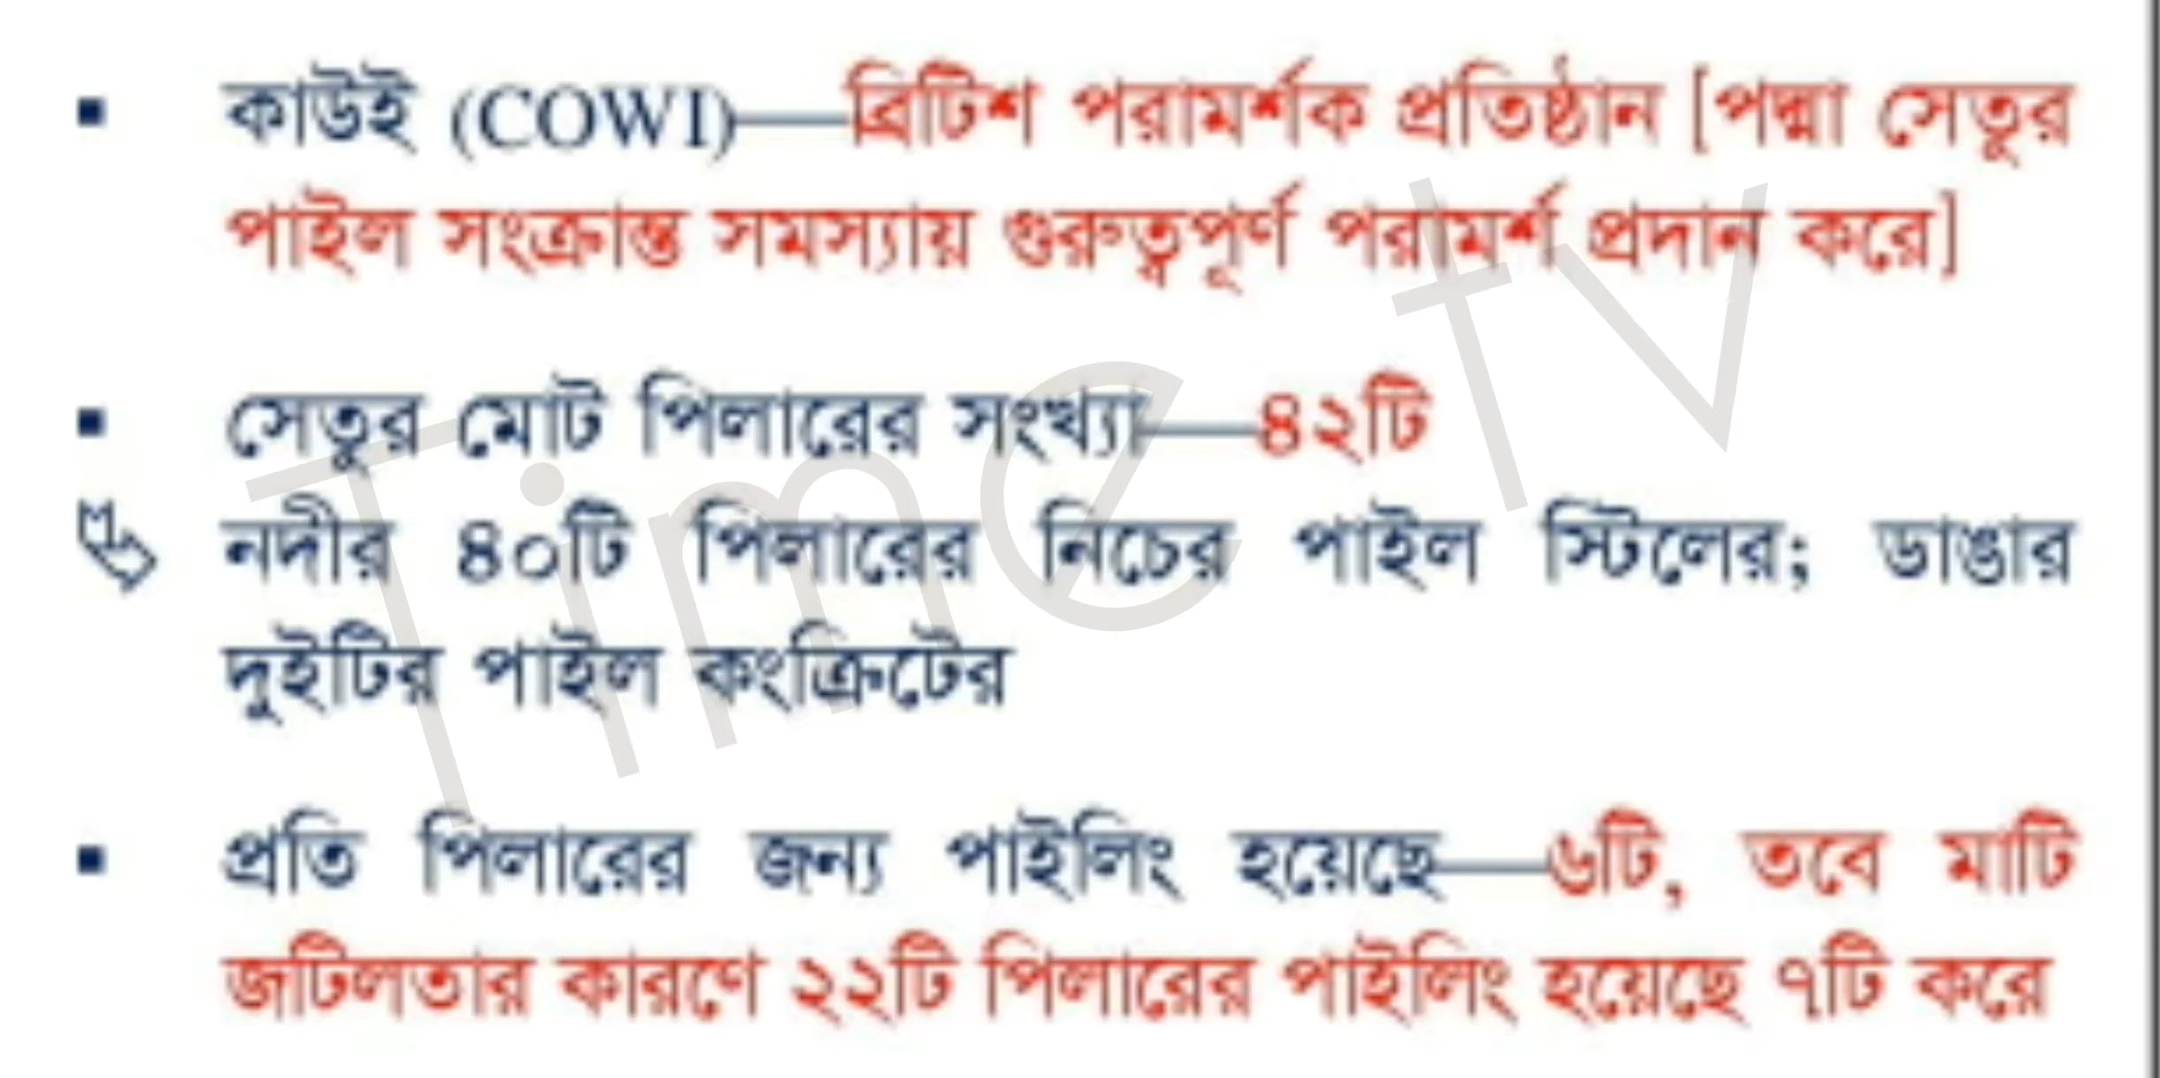 ▪ কাউই (COWI)—ব্রিটিশ পরামর্শক প্রতিষ্ঠান [পদ্মা সেতুর
পাইল সংক্রান্ত সমস্যায় গুরুত্বপূর্ণ পরামর্শ প্রদান করে]
▪ সেতুর মোট পিলারের সংখ্যা—৪২টি
নদীর ৪০টি পিলারের নিচের পাইল স্টিলের; ডাঙার
দুইটির পাইল কংক্রিটের
▪ প্রতি পিলারের জন্য পাইলিং হয়েছে—৬টি, তবে মাটি
জটিলতার কারণে ২২টি পিলারের পাইলিং হয়েছে ৭টি করে
Time tv